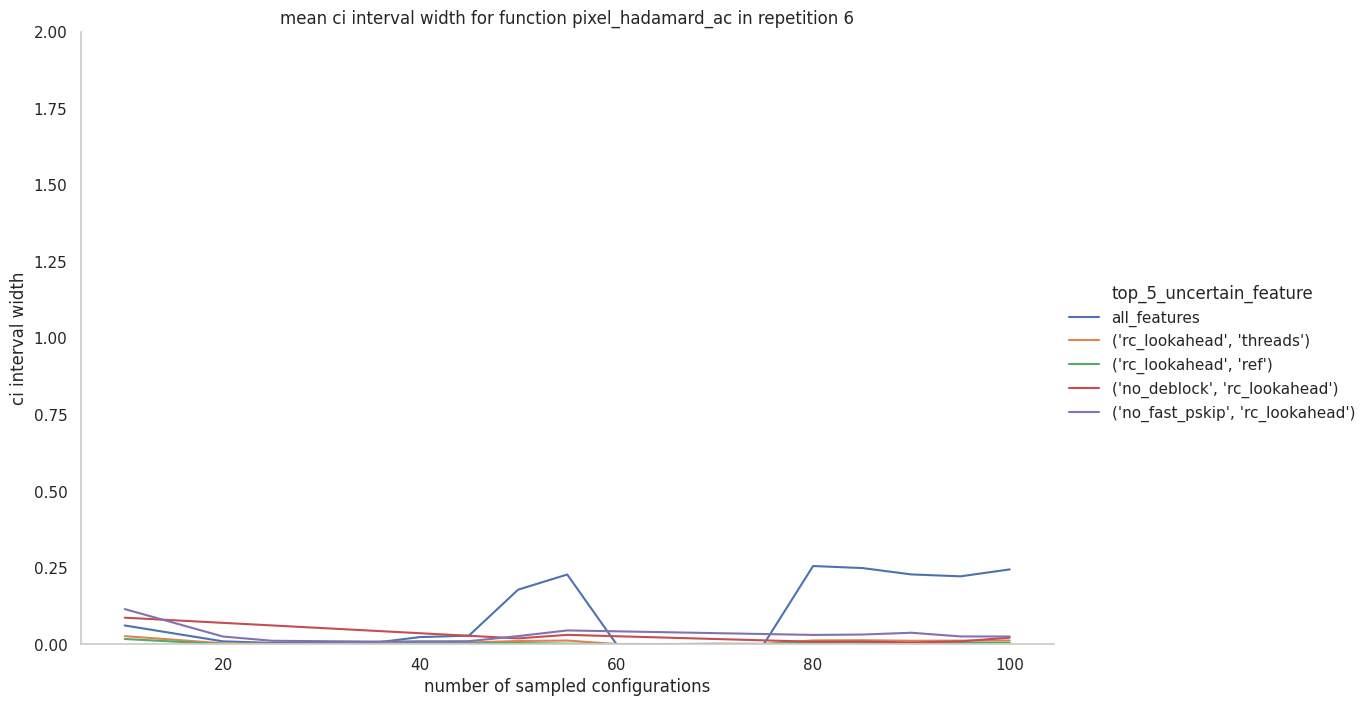 mean ci interval width for function pixel_hadamard_ac in repetition 6
2.00
1.75
1.50
1.25
1.00
0.75
0.50
0.25
0.00
ci interval width
20
40
60
80
100
number of sampled configurations
top_5_uncertain_feature
all_features
('rc_lookahead', 'threads')
('rc_lookahead', 'ref')
('no_deblock', 'rc_lookahead')
('no_fast_pskip', 'rc_lookahead')